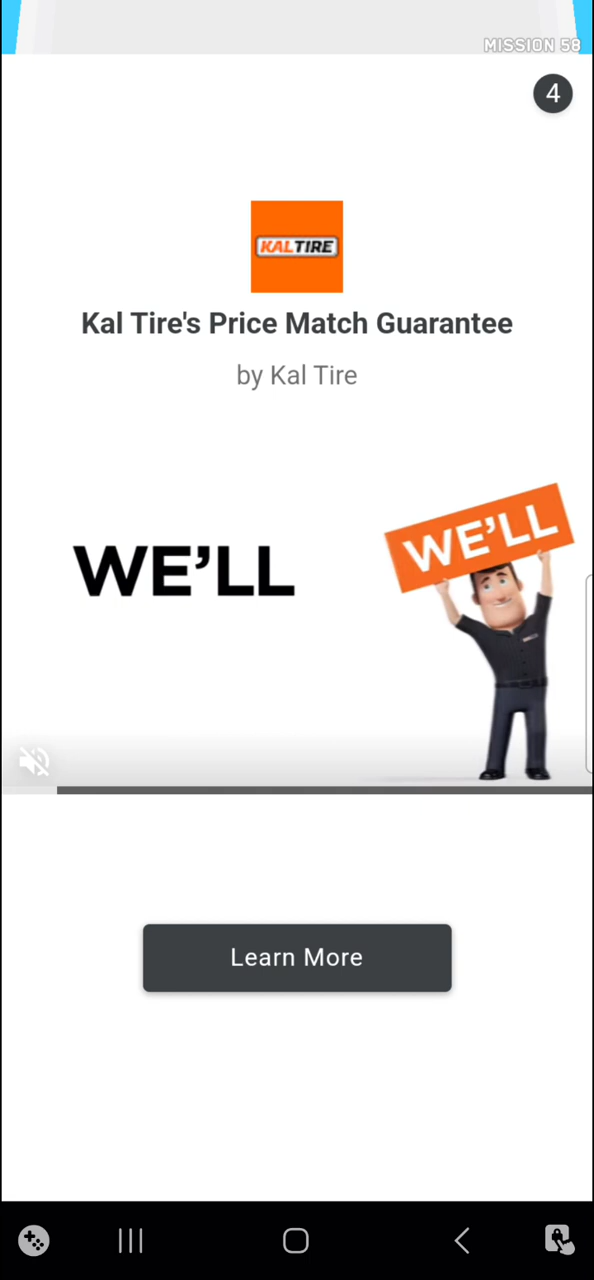 MISSION 58
4
KALTIRE
Kal Tire's Price Match Guarantee
by Kal Tire
WE'LL
WE'LL
Learn More